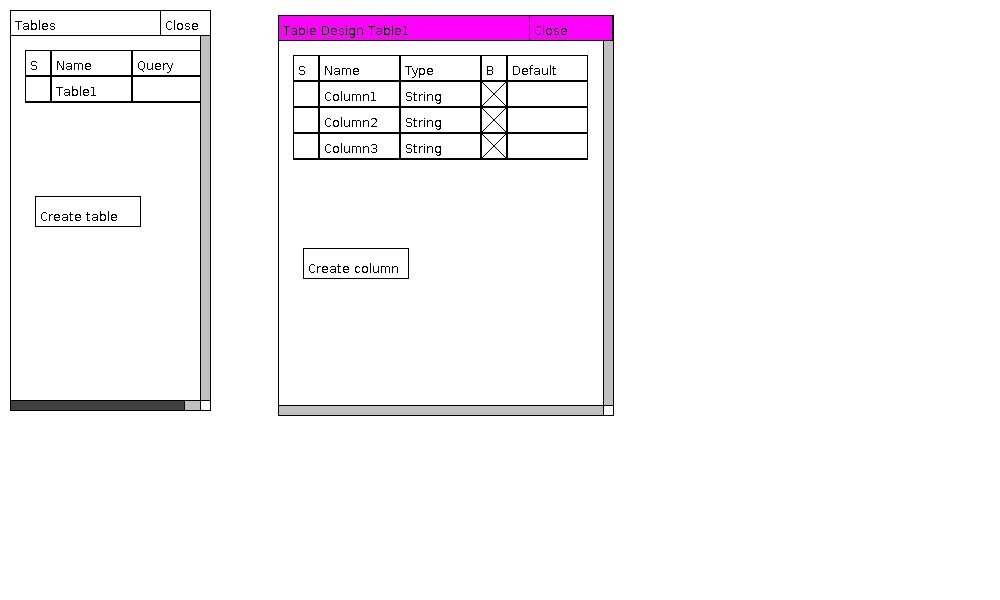 Tables Close
S Name Query
Table1
Create table
Table Design Table1 Close
S Name Type B Default
Column1 String
Column2 String
Column3 String
Create column